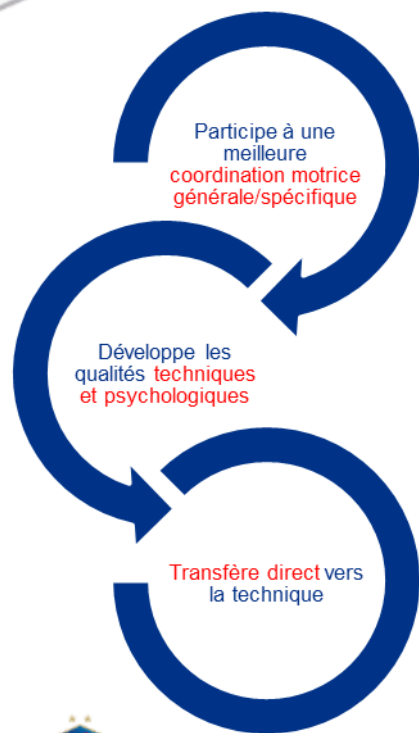 Participe à une
meilleure
coordination motrice
générale/spécifique
Développe les
qualités techniques
et psychologiques
Transfère direct vers
la technique